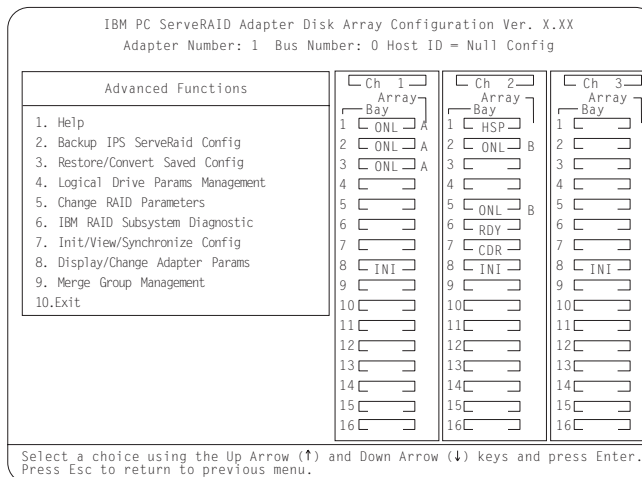 IBM PC ServeRAID Adapter Disk Array Configuration Ver. X.XX
Adapter Number: 1 Bus Number: 0 Host ID = Null Config
Advanced Functions
1. Help
2. Backup IPS ServeRaid Config
3. Restore/Convert Saved Config
4. Logical Drive Params Management
5. Change RAID Parameters
6. IBM RAID Subsystem Diagnostic
7. Init/View/Synchronize Config
8. Display/Change Adapter Params
9. Merge Group Management
10.Exit
Ch 1
Array
Bay
1 ONL A
2 ONL A
3 ONL A
4
5
6
7
8 INI
9
10
11
12
13
14
15
16
Ch 2
Array
Bay
1 HSP
2 ONL B
3
4
5 ONL B
6 RDY
7 CDR
8 INI
9
10
11
12
13
14
15
16
Ch 3
Array
Bay
1
2
3
4
5
6
7
8 INI
9
10
11
12
13
14
15
16
Select a choice using the Up Arrow (↑) and Down Arrow (↓) keys and press Enter.
Press Esc to return to previous menu.